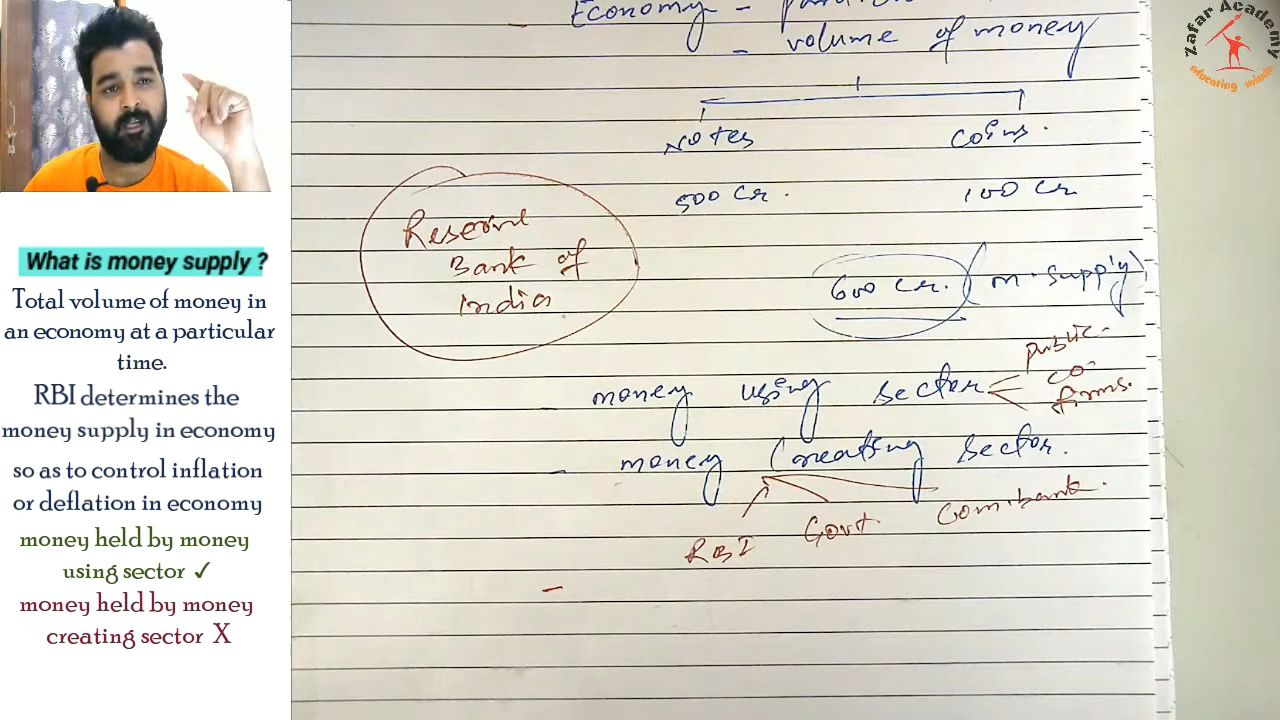 What is money supply ?
Total volume of money in
an economy at a particular
time.
RBI determines the
money supply in economy
so as to control inflation
or deflation in economy
money held by money
using sector ✓
money held by money
creating sector X
Economy -
- volume of money
Notes
Coins.
500 Cr.
100 Cr
Reserve
Bank of
India
600 Cr. (m.supply)
- money using sector
public
co
firms.
- money creating sector.
RBI
Govt.
Com.bank.
-
Zafar Academy
educating minds